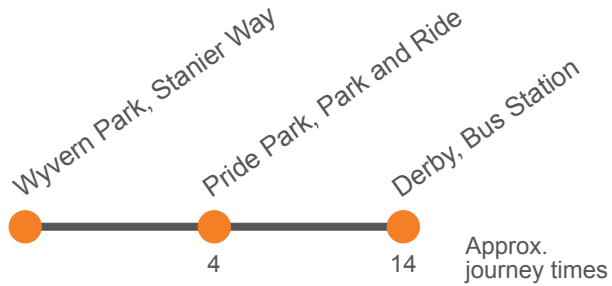 Wyvern Park, Stanier Way
Pride Park, Park and Ride
Derby, Bus Station
4
14
Approx.
journey times